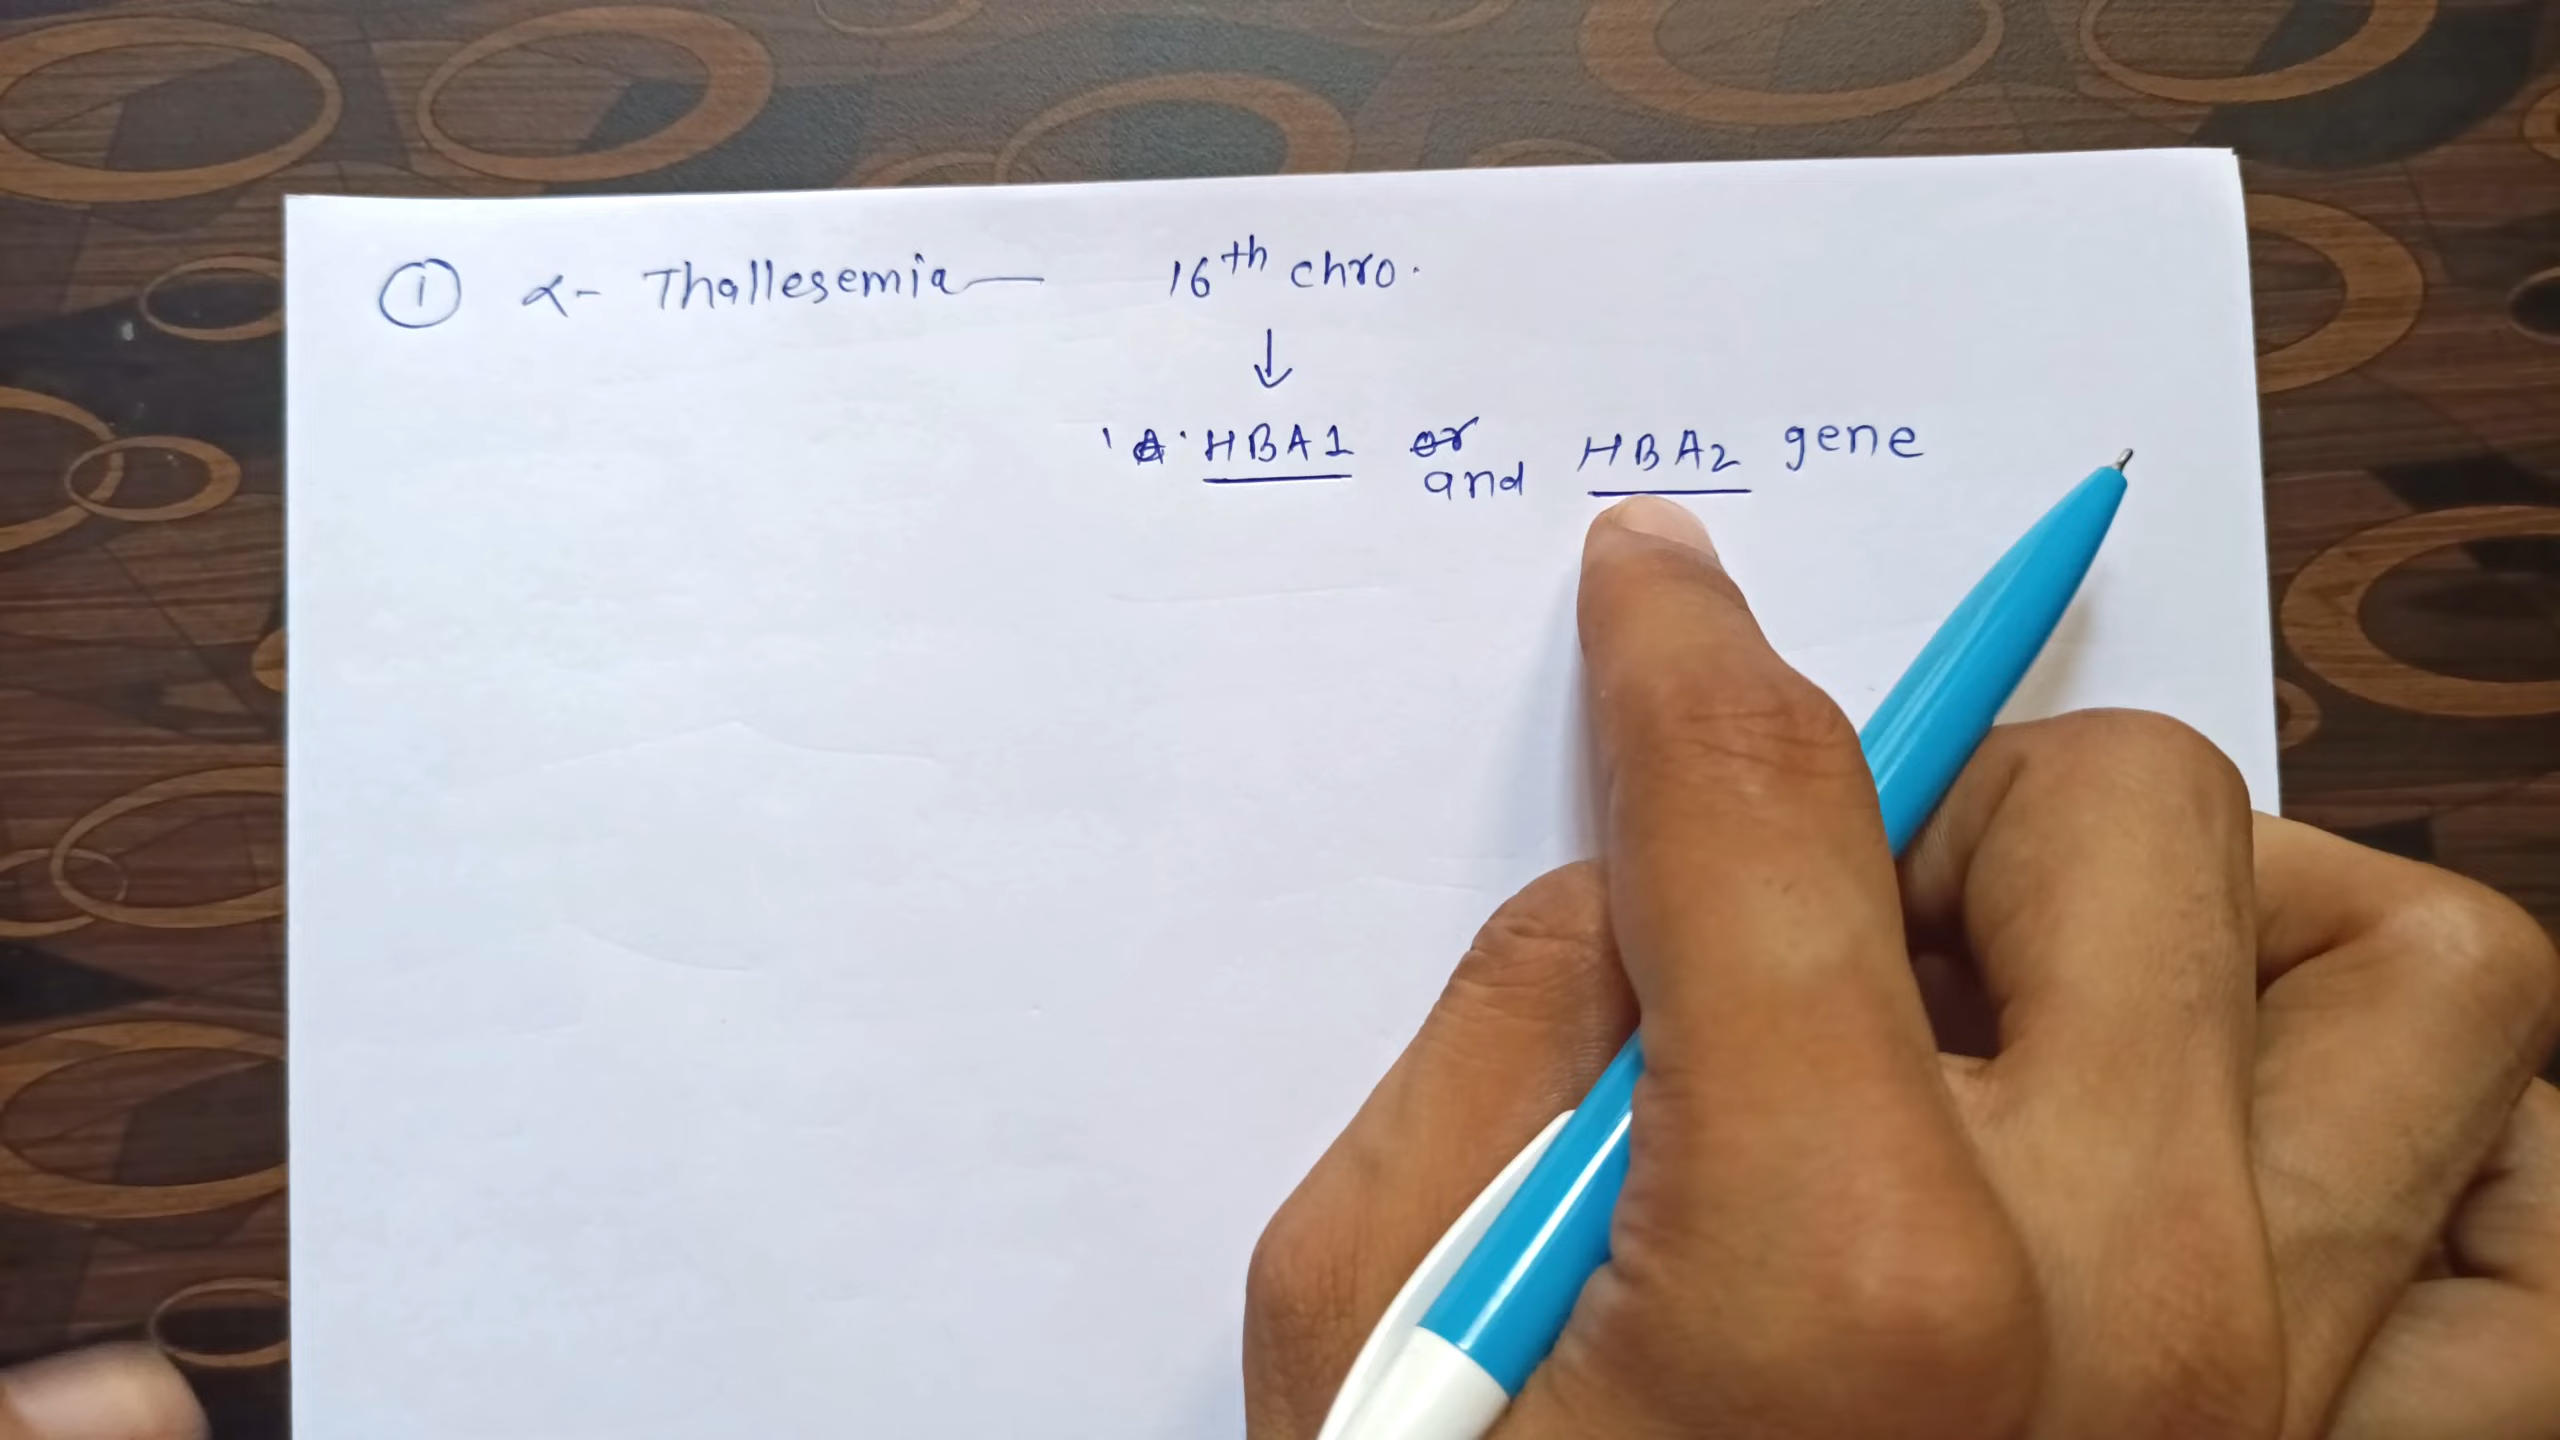 ① α- Thallesemia— 16th chro.
↓
HBA1 or HBA2 gene
and